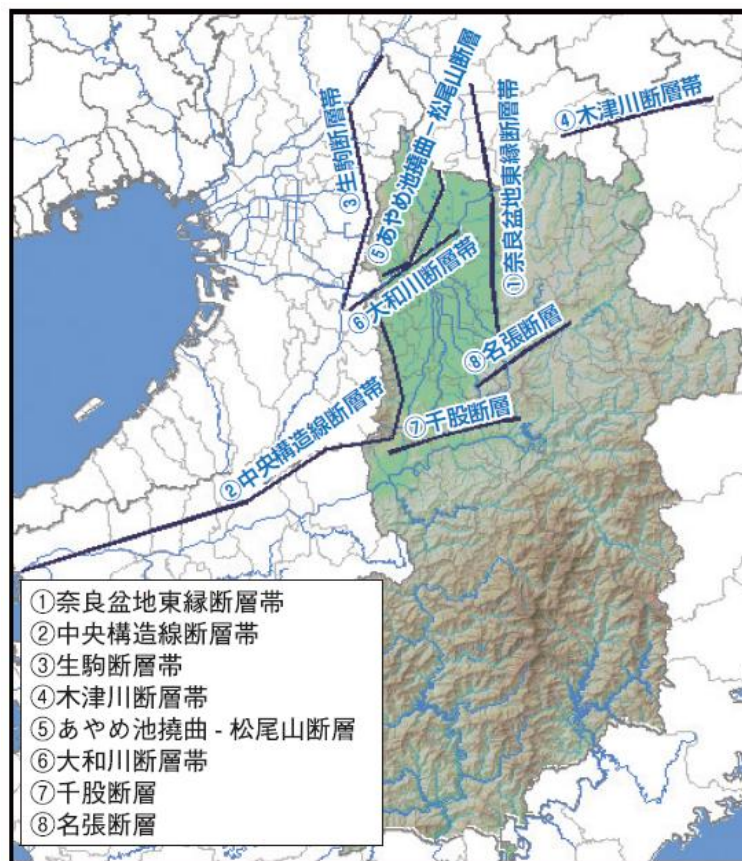 ⑤あやめ池撓曲－松尾山断層
④木津川断層帯
③生駒断層帯
①奈良盆地東縁断層帯
⑥大和川断層帯
⑧名張断層
⑦千股断層
②中央構造線断層帯
①奈良盆地東縁断層帯
②中央構造線断層帯
③生駒断層帯
④木津川断層帯
⑤あやめ池撓曲 - 松尾山断層
⑥大和川断層帯
⑦千股断層
⑧名張断層